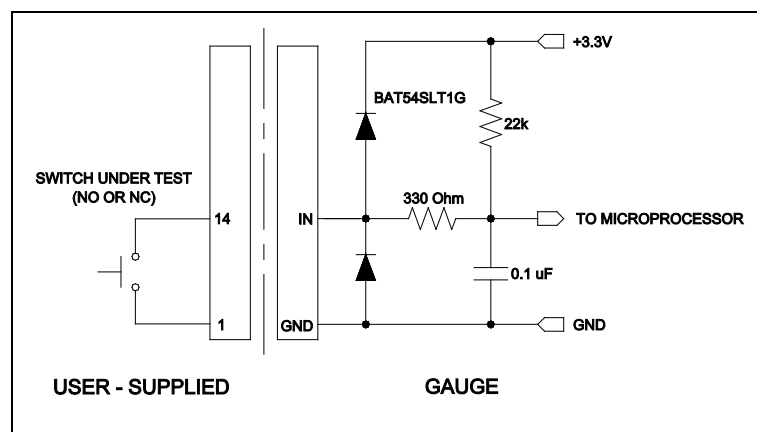 +3.3V
BAT54SLT1G
22k
SWITCH UNDER TEST
(NO OR NC)
330 Ohm
14
IN
TO MICROPROCESSOR
0.1 uF
1
GND
GND
USER - SUPPLIED
GAUGE